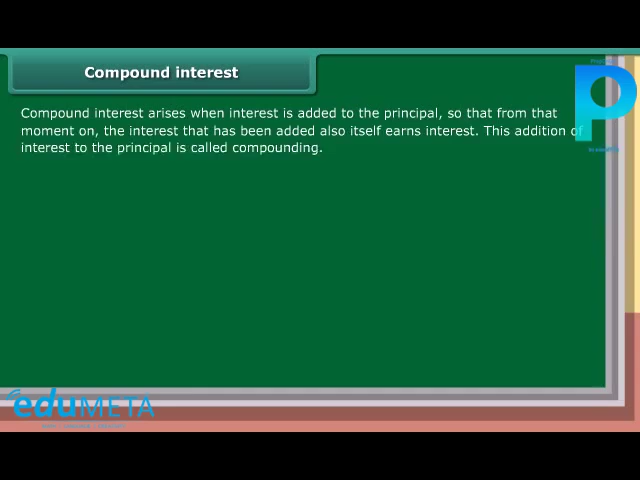 Compound interest
Compound interest arises when interest is added to the principal, so that from that
moment on, the interest that has been added also itself earns interest. This addition of
interest to the principal is called compounding.
P
eduMETA